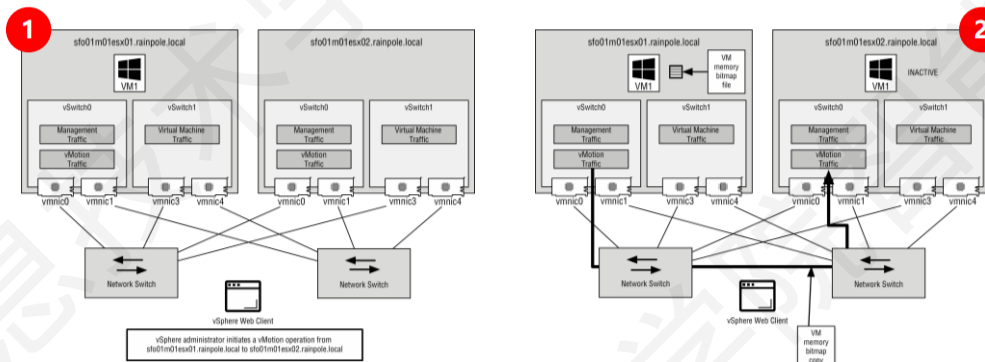 1
sfo01m01esx01.rainpole.local
sfo01m01esx02.rainpole.local
VM1
vSwitch0
vSwitch1
vSwitch0
vSwitch1
Management
Traffic
Virtual Machine
Traffic
Management
Traffic
Virtual Machine
Traffic
vMotion
Traffic
vMotion
Traffic
vmnic0
vmnic1
vmnic3
vmnic4
vmnic0
vmnic1
vmnic3
vmnic4
Network Switch
Network Switch
vSphere Web Client
vSphere administrator initiates a vMotion operation from
sfo01m01esx01.rainpole.local to sfo01m01esx02.rainpole.local
2
sfo01m01esx01.rainpole.local
sfo01m01esx02.rainpole.local
VM1
VM
memory
bitmap
file
VM1
INACTIVE
vSwitch0
vSwitch1
vSwitch0
vSwitch1
Management
Traffic
Virtual Machine
Traffic
Management
Traffic
Virtual Machine
Traffic
vMotion
Traffic
vMotion
Traffic
vmnic0
vmnic1
vmnic3
vmnic4
vmnic0
vmnic1
vmnic3
vmnic4
Network Switch
Network Switch
vSphere Web Client
VM
memory
bitmap
copy